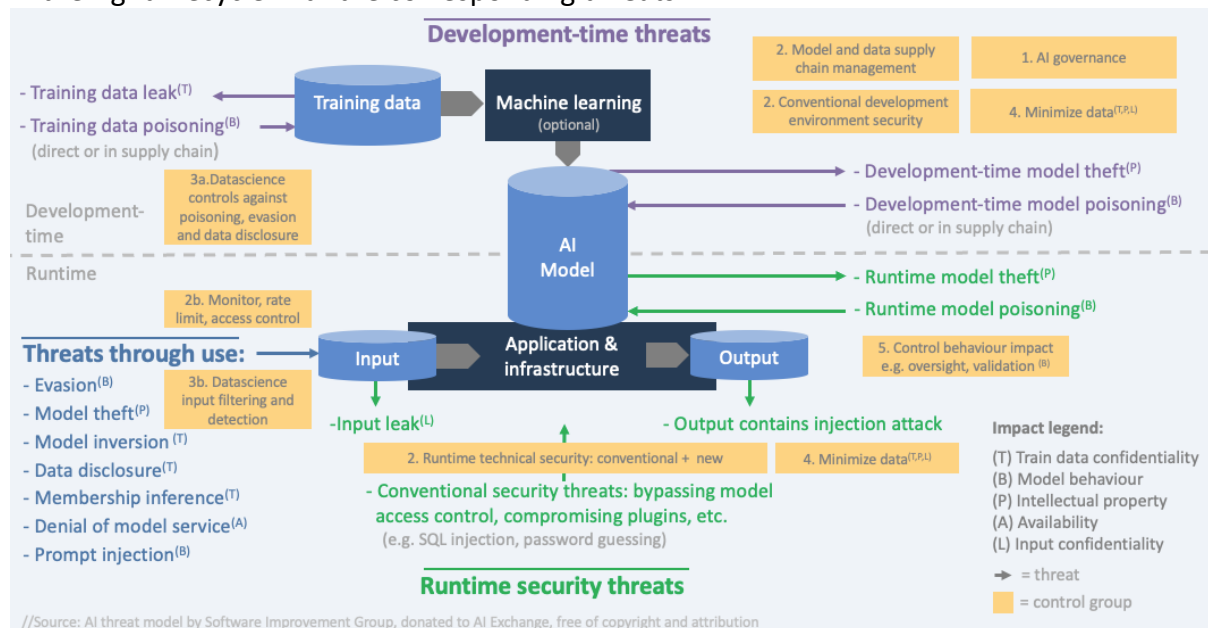 Development-time threats
2. Model and data supply
chain management
1. AI governance
2. Conventional development
environment security
4. Minimize data(T,P,L)
- Training data leak(T)
- Training data poisoning(B)
(direct or in supply chain)
Training data
Machine learning
(optional)
3a.Datascience
controls against
poisoning, evasion
and data disclosure
Development-
time
AI
Model
- Development-time model theft(P)
- Development-time model poisoning(B)
(direct or in supply chain)
Runtime
- Runtime model theft(P)
- Runtime model poisoning(B)
2b. Monitor, rate
limit, access control
Threats through use:
Input
Application &
infrastructure
Output
5. Control behaviour impact
e.g. oversight, validation (B)
- Evasion(B)
- Model theft(P)
- Model inversion (T)
- Data disclosure(T)
- Membership inference(T)
- Denial of model service(A)
- Prompt injection(B)
3b. Datascience
input filtering and
detection
-Input leak(L)
- Output contains injection attack
2. Runtime technical security: conventional + new
4. Minimize data(T,P,L)
- Conventional security threats: bypassing model
access control, compromising plugins, etc.
(e.g. SQL injection, password guessing)
Runtime security threats
Impact legend:
(T) Train data confidentiality
(B) Model behaviour
(P) Intellectual property
(A) Availability
(L) Input confidentiality
= threat
= control group
//Source: AI threat model by Software Improvement Group, donated to AI Exchange, free of copyright and attribution